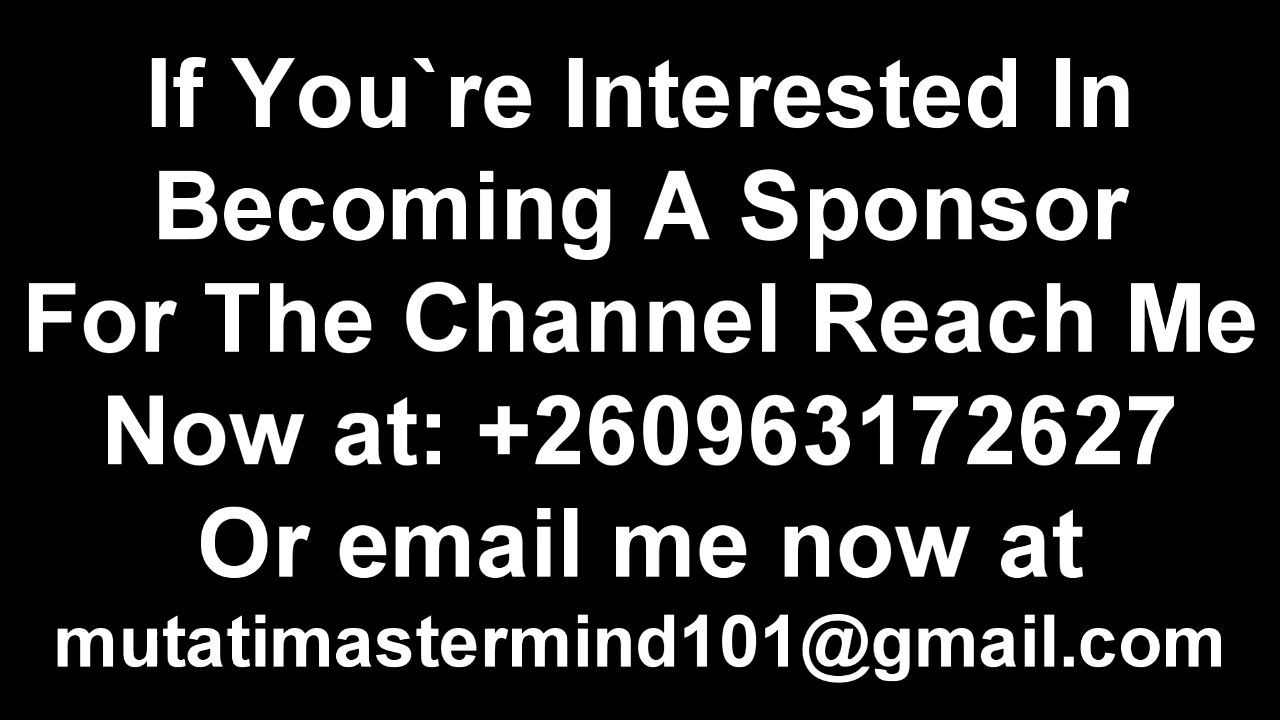 If You`re Interested In
Becoming A Sponsor
For The Channel Reach Me
Now at: +260963172627
Or email me now at
mutatimastermind101@gmail.com